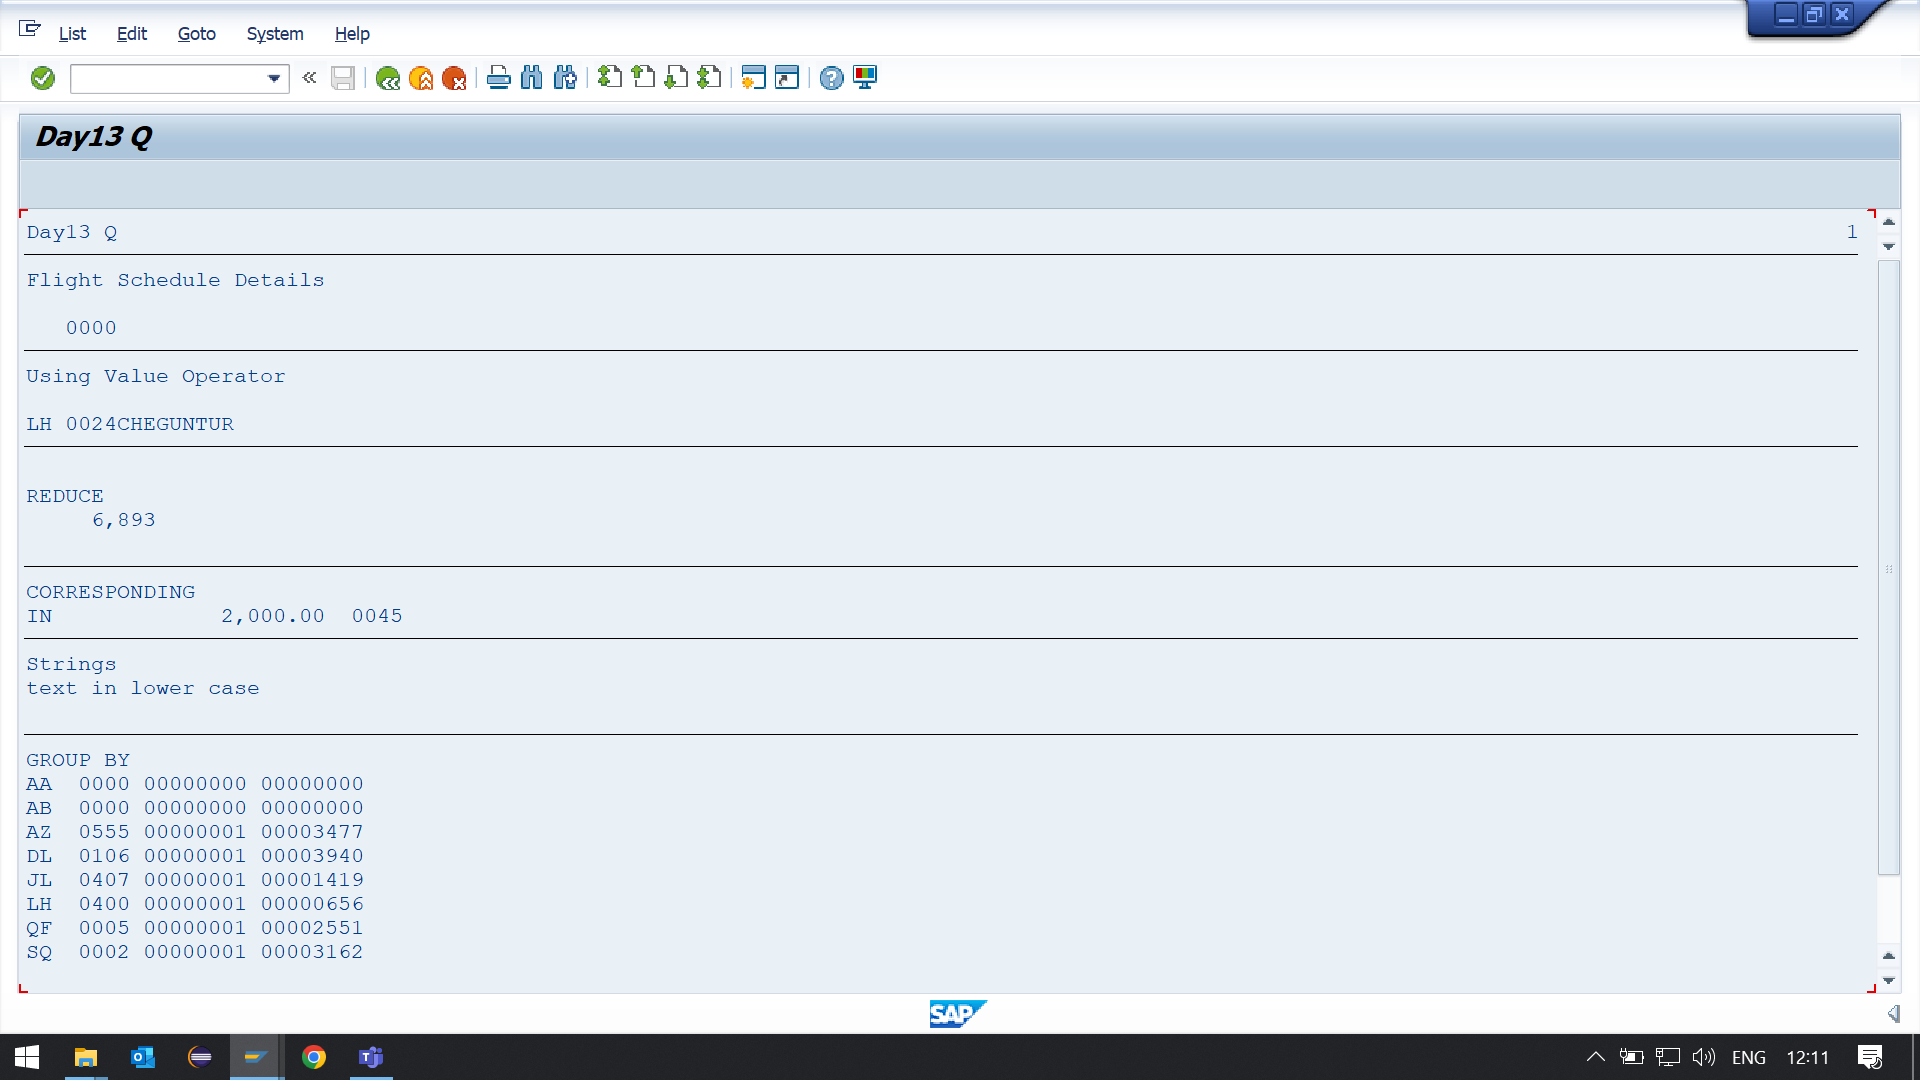 List Edit Goto System Help
Day13 Q
Day13 Q 1
Flight Schedule Details
0000
Using Value Operator
LH 0024CHEGUNTUR
REDUCE
6,893
CORRESPONDING
IN 2,000.00 0045
Strings
text in lower case
GROUP BY
AA 0000 00000000 00000000
AB 0000 00000000 00000000
AZ 0555 00000001 00003477
DL 0106 00000001 00003940
JL 0407 00000001 00001419
LH 0400 00000001 00000656
QF 0005 00000001 00002551
SQ 0002 00000001 00003162
SAP
ENG 12:11